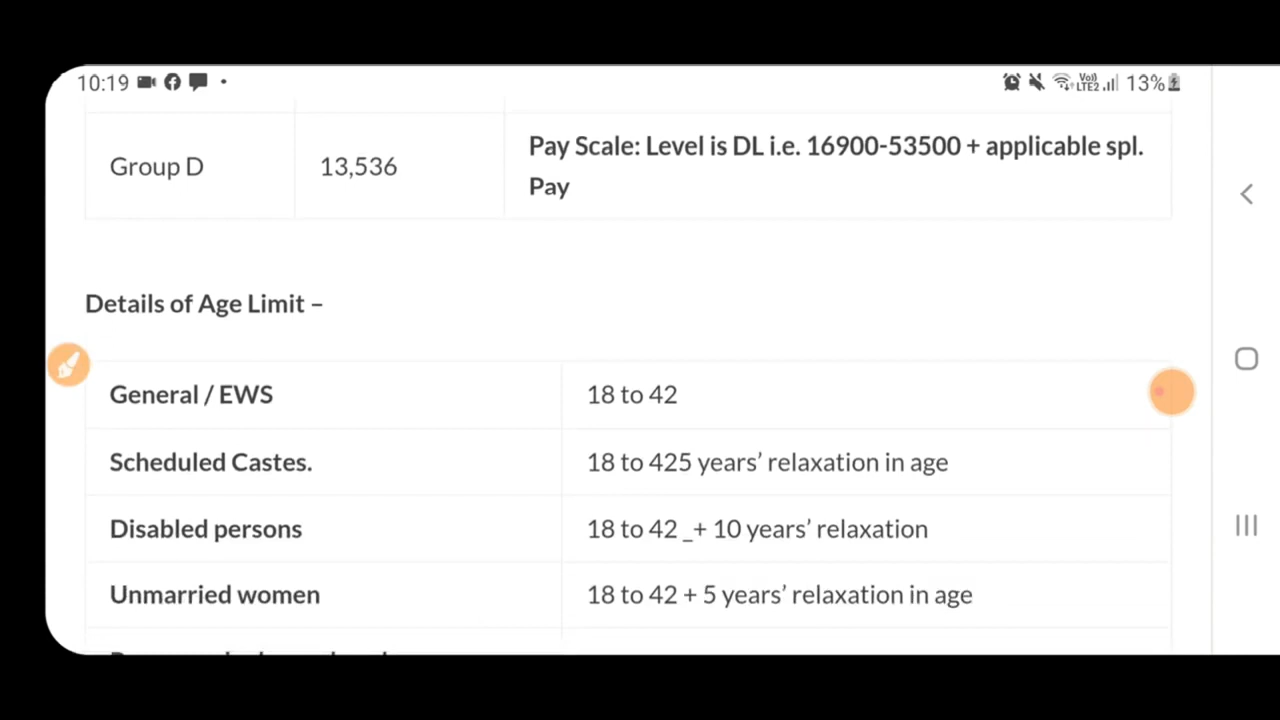 10:19 Vo)) LTE2 13%
Group D 13,536 Pay Scale: Level is DL i.e. 16900-53500 + applicable spl.
Pay
Details of Age Limit –
General / EWS 18 to 42
Scheduled Castes. 18 to 425 years’ relaxation in age
Disabled persons 18 to 42 _+ 10 years’ relaxation
Unmarried women 18 to 42 + 5 years’ relaxation in age